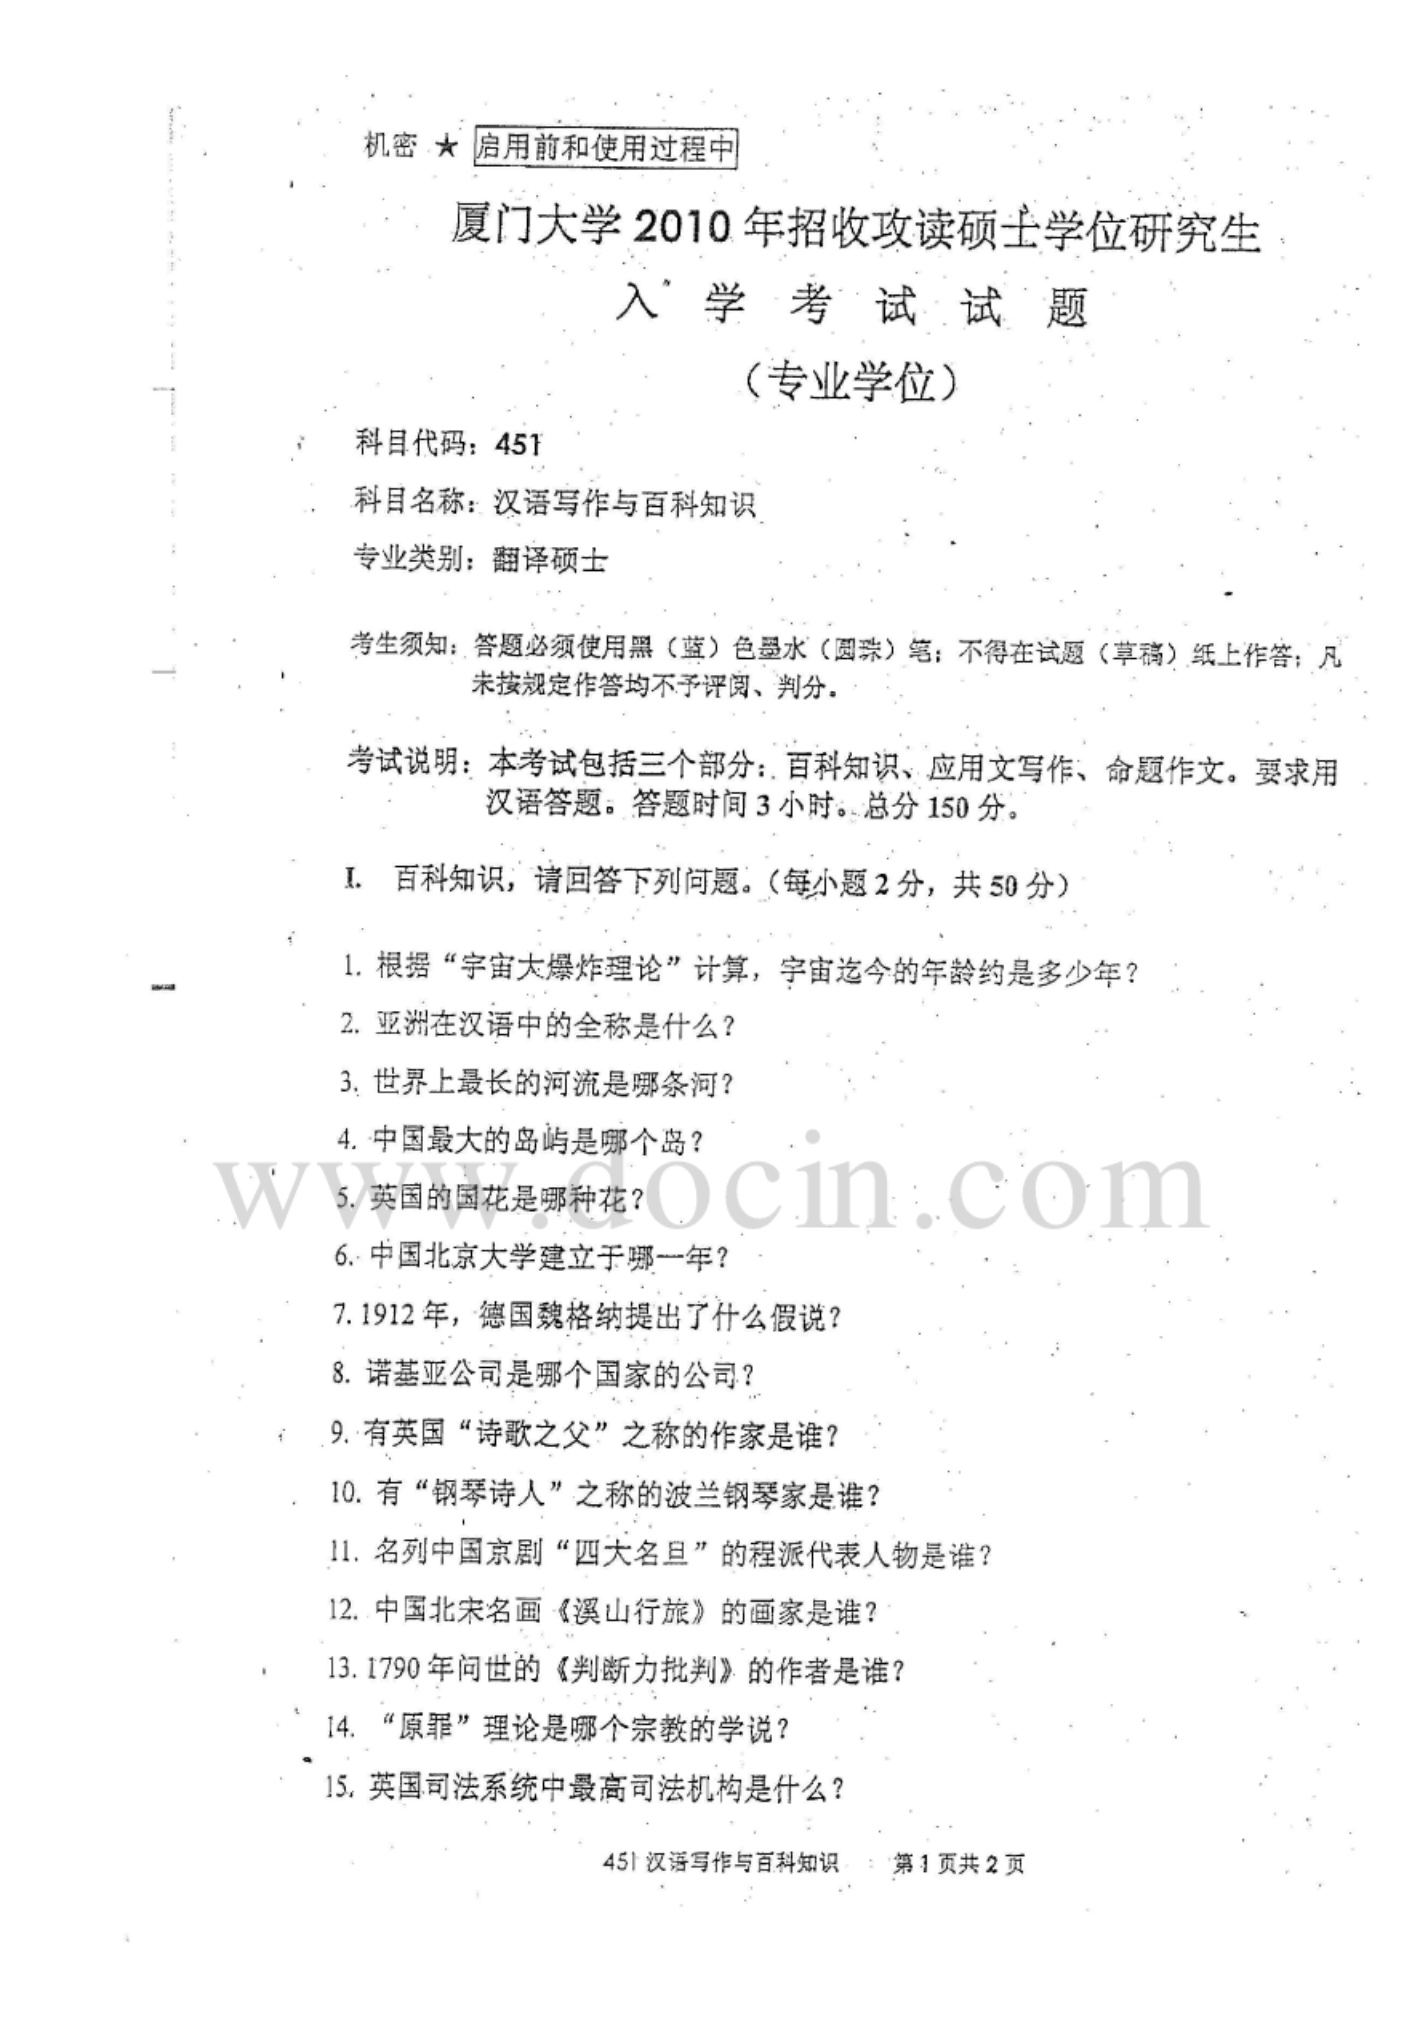 机密 ★ 启用前和使用过程中
厦门大学 2010 年招收攻读硕士学位研究生
入 学 考 试 试 题
（专业学位）
科目代码：451
科目名称：汉语写作与百科知识
专业类别：翻译硕士
考生须知：答题必须使用黑（蓝）色墨水（圆珠）笔；不得在试题（草稿）纸上作答；凡
未按规定作答均不予评阅、判分。
考试说明：本考试包括三个部分：百科知识、应用文写作、命题作文。要求用
汉语答题。答题时间 3 小时。总分 150 分。
I. 百科知识，请回答下列问题。（每小题 2 分，共 50 分）
1. 根据“宇宙大爆炸理论”计算，宇宙迄今的年龄约是多少年？
2. 亚洲在汉语中的全称是什么？
3. 世界上最长的河流是哪条河？
4. 中国最大的岛屿是哪个岛？
www.docin.com
5. 英国的国花是哪种花？
6. 中国北京大学建立于哪一年？
7. 1912 年，德国魏格纳提出了什么假说？
8. 诺基亚公司是哪个国家的公司？
9. 有英国“诗歌之父”之称的作家是谁？
10. 有“钢琴诗人”之称的波兰钢琴家是谁？
11. 名列中国京剧“四大名旦”的程派代表人物是谁？
12. 中国北宋名画《溪山行旅》的画家是谁？
13. 1790 年问世的《判断力批判》的作者是谁？
14. “原罪”理论是哪个宗教的学说？
15. 英国司法系统中最高司法机构是什么？
451 汉语写作与百科知识 第 1 页共 2 页